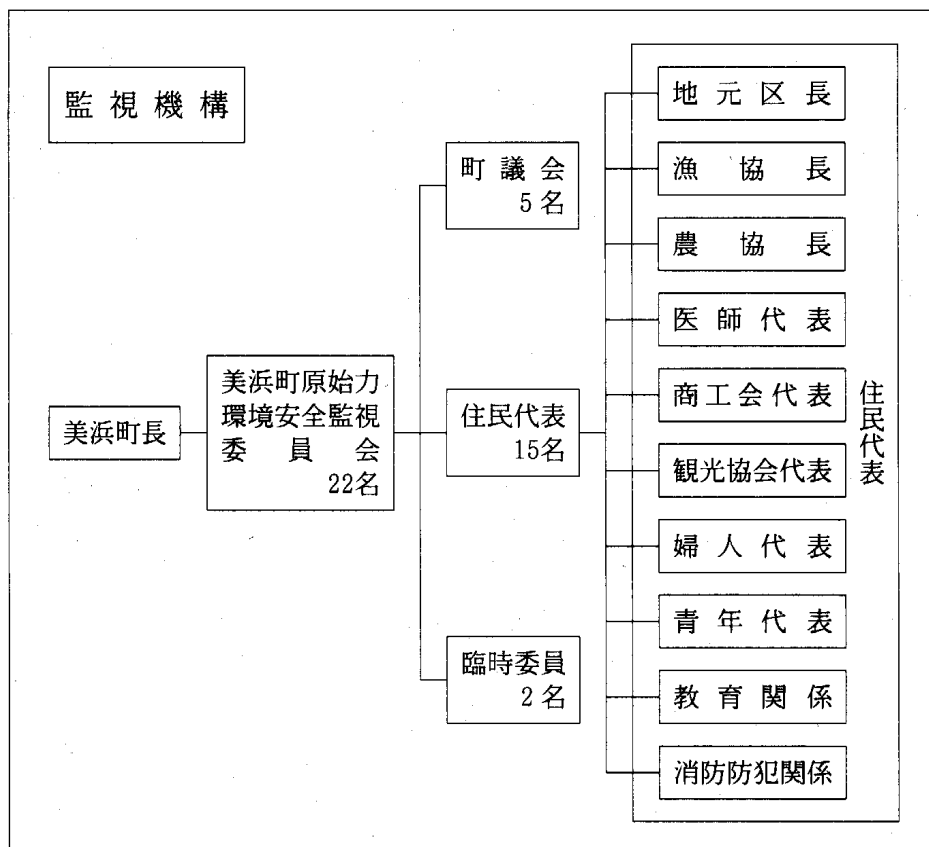 監視機構
美浜町長
美浜町原始力
環境安全監視
委員会
22名
町議会
5名
住民代表
15名
臨時委員
2名
地元区長
漁協長
農協長
医師代表
商工会代表
観光協会代表
婦人代表
青年代表
教育関係
消防防犯関係
住民代表